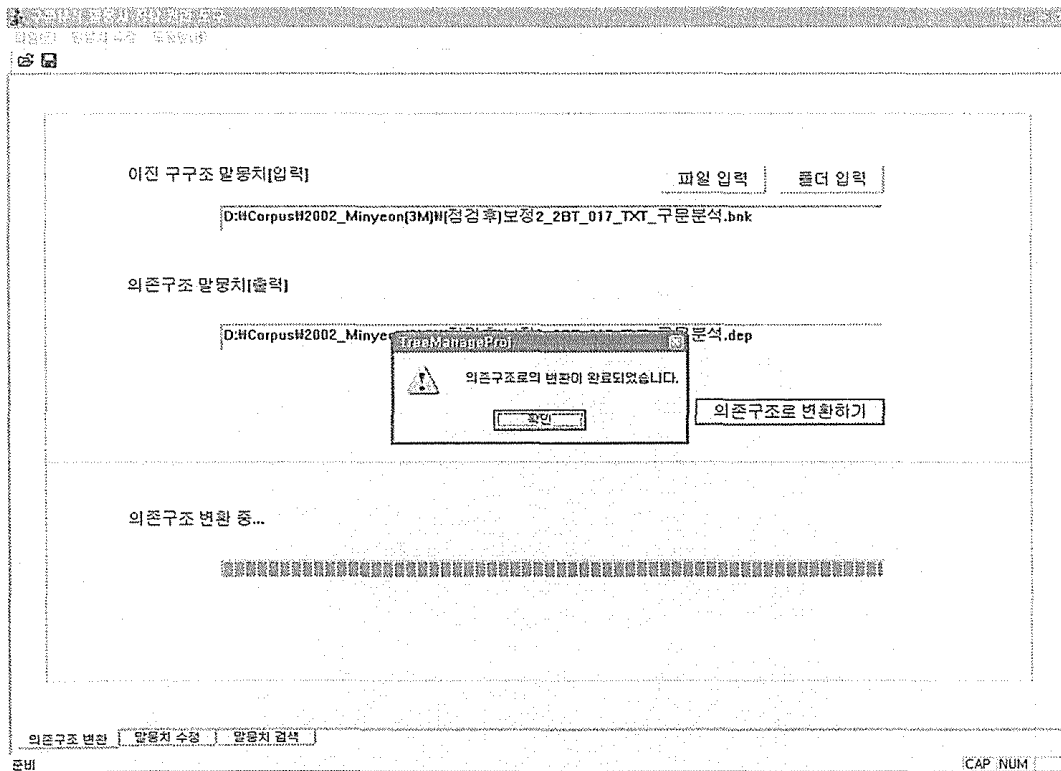 이진 구구조 말뭉치[입력]
파일 입력
폴더 입력
D:\Corpus\2002_Minyeon(3M)\(점검후)보정2_2BT_017_TXT_구문분석.bnk
의존구조 말뭉치[출력]
D:\Corpus\2002_Minyeo
구문분석.dep
TreeManageProj
의존구조로의 변환이 완료되었습니다.
확인
의존구조로 변환하기
의존구조 변환 중...
의존구조 변환 말뭉치 수정 말뭉치 검색
준비 CAP NUM